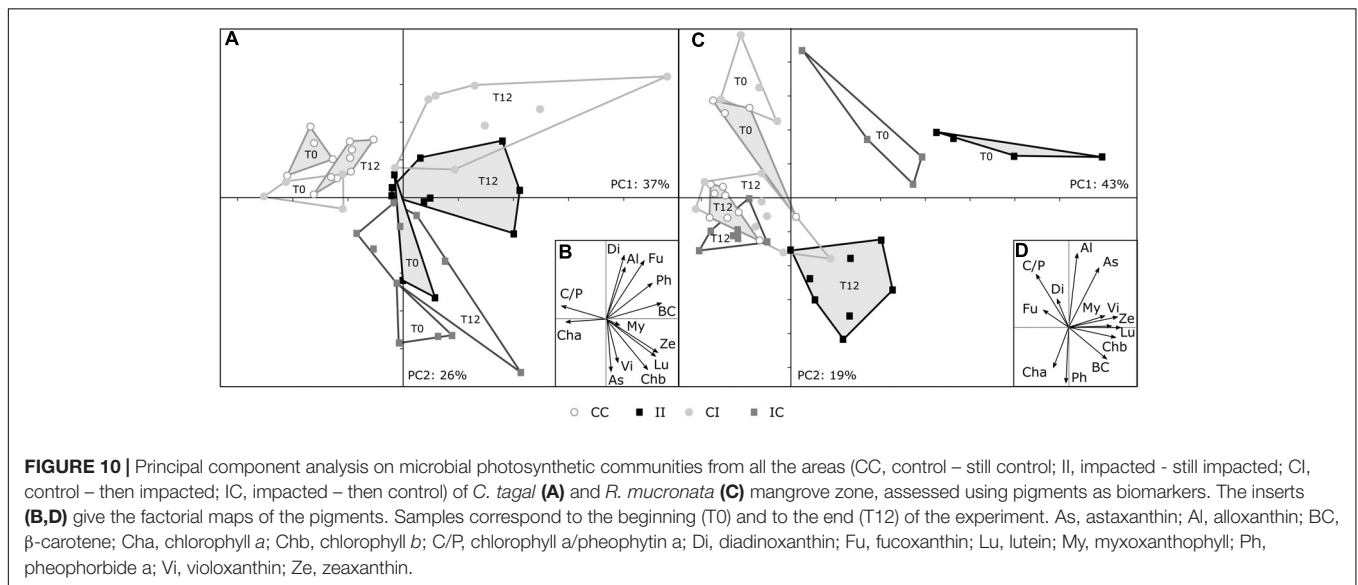 A
C
T0
T12
T0
T12
T12
T0
T12
T0
PC1: 37%
PC2: 26%
B
Di
Al
Fu
Ph
BC
C/P
Cha
My
Ze
Lu
Vi
Chb
As
T0
T0
T0
T0
T12
T12
T12
T12
PC1: 43%
PC2: 19%
D
Al
As
C/P
Di
Fu
My
Vi
Ze
Lu
Chb
BC
Cha
Ph
CC II CI IC
FIGURE 10 | Principal component analysis on microbial photosynthetic communities from all the areas (CC, control – still control; II, impacted - still impacted; CI,
control – then impacted; IC, impacted – then control) of C. tagal (A) and R. mucronata (C) mangrove zone, assessed using pigments as biomarkers. The inserts
(B,D) give the factorial maps of the pigments. Samples correspond to the beginning (T0) and to the end (T12) of the experiment. As, astaxanthin; Al, alloxanthin; BC,
β-carotene; Cha, chlorophyll a; Chb, chlorophyll b; C/P, chlorophyll a/pheophytin a; Di, diadinoxanthin; Fu, fucoxanthin; Lu, lutein; My, myxoxanthophyll; Ph,
pheophorbide a; Vi, violoxanthin; Ze, zeaxanthin.